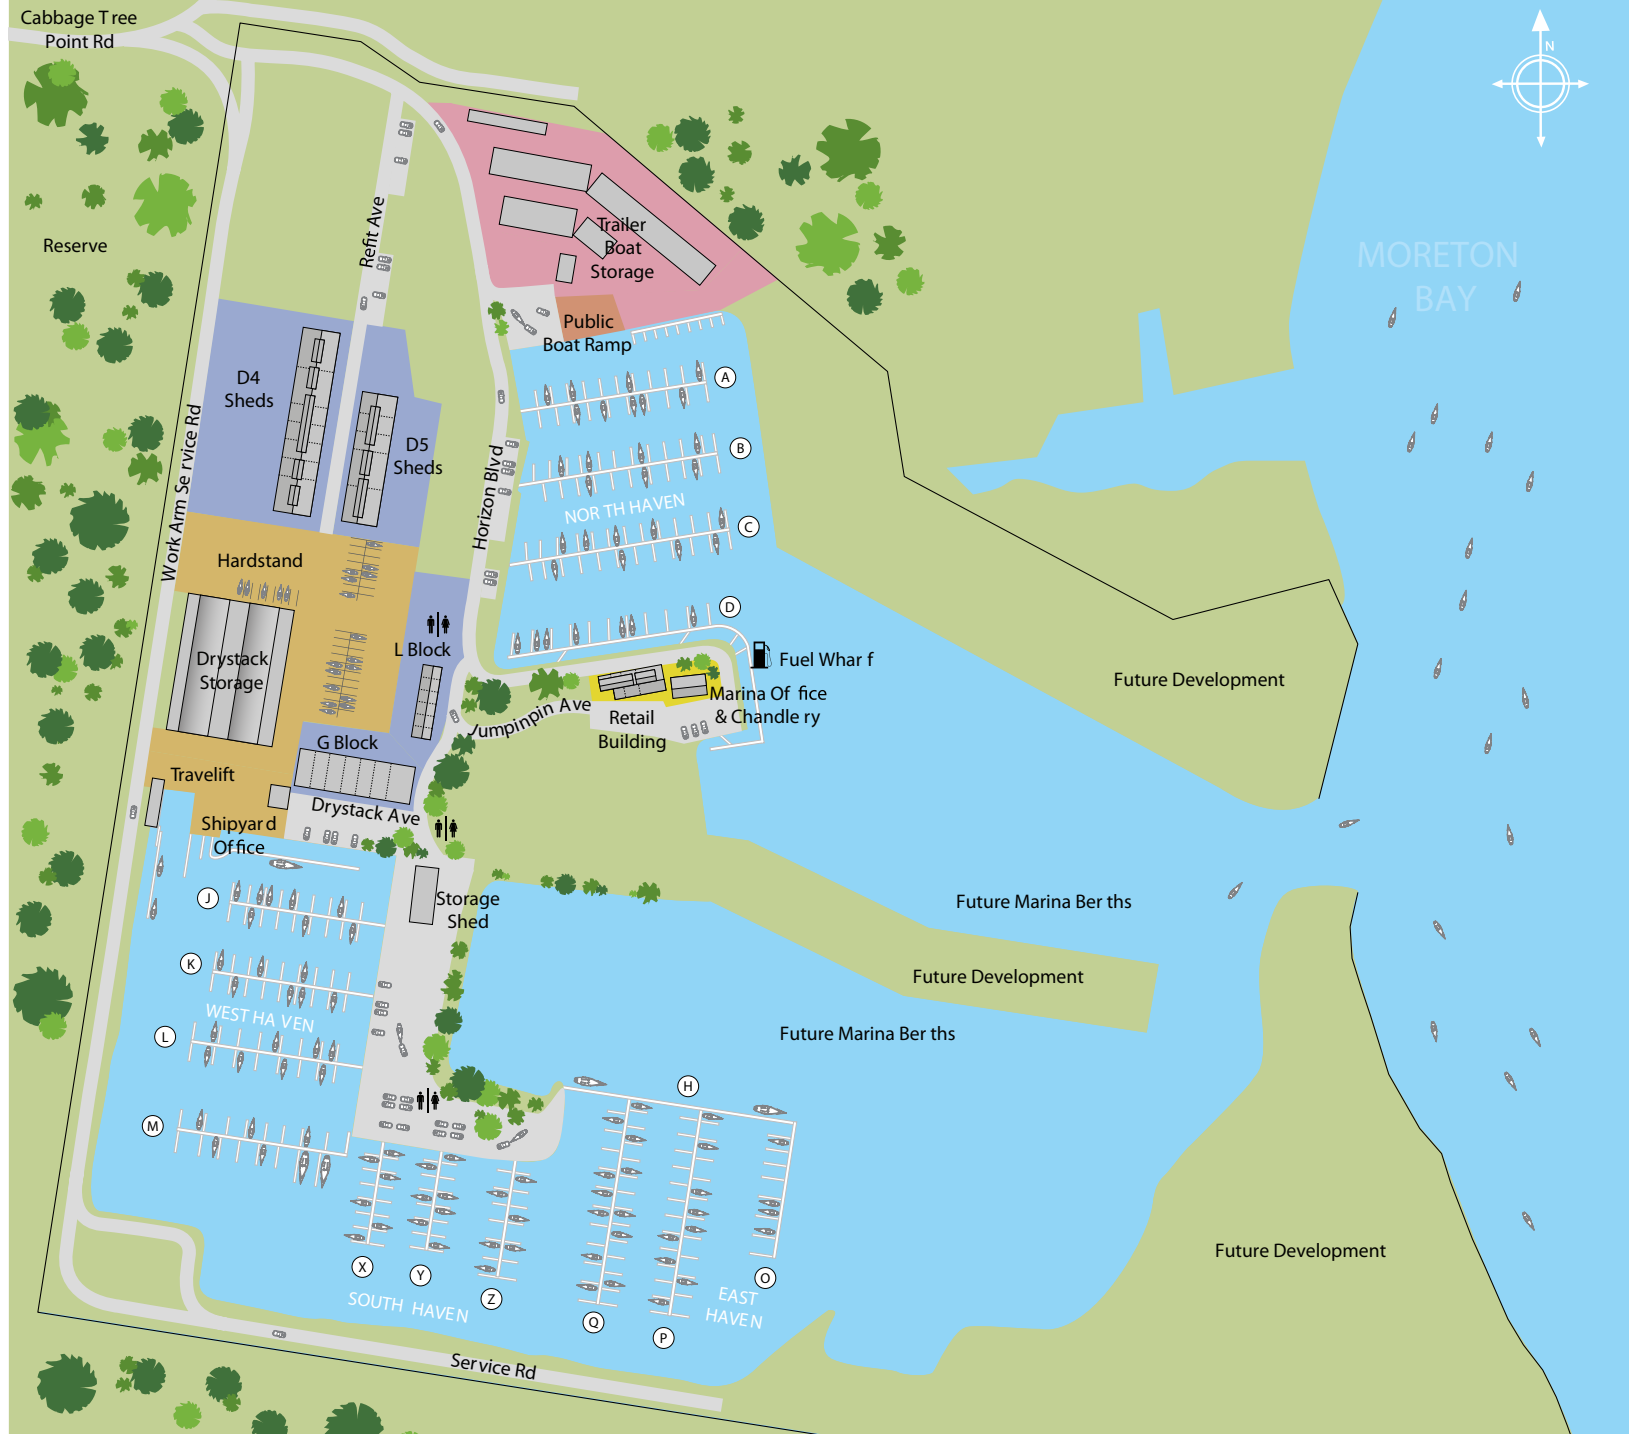 Cabbage Tree
Point Rd
N
Reserve
Refit Ave
Trailer
Boat
Storage
MORETON
BAY
Public
Boat Ramp
A
D4
Sheds
B
D5
Sheds
Work Arm Service Rd
Horizon Blvd
NORTH HAVEN
C
Hardstand
D
L Block
Fuel Wharf
Drystack
Storage
Marina Office
& Chandlery
Future Development
Jumpinpin Ave
Retail
Building
G Block
Travelift
Drystack Ave
Shipyard
Office
J
Storage
Shed
Future Marina Berths
K
Future Development
WEST HAVEN
L
Future Marina Berths
H
M
Future Development
X
Y
Z
O
SOUTH HAVEN
EAST
HAVEN
Q
P
Service Rd